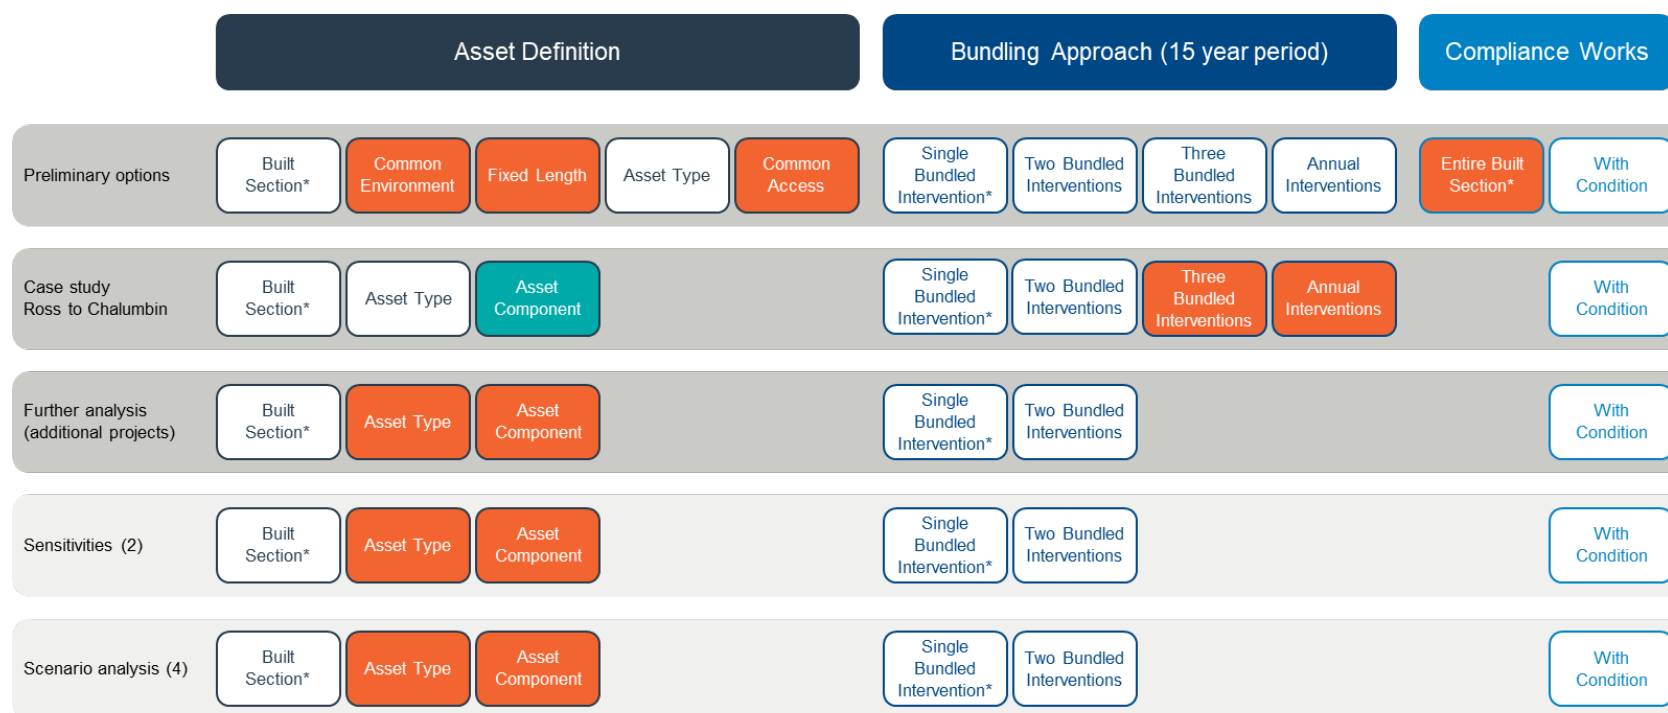 Asset Definition
Bundling Approach (15 year period)
Compliance Works
Preliminary options
Built
Section*
Common
Environment
Fixed Length
Asset Type
Common
Access
Single
Bundled
Intervention*
Two Bundled
Interventions
Three
Bundled
Interventions
Annual
Interventions
Entire Built
Section*
With
Condition
Case study
Ross to Chalumbin
Built
Section*
Asset Type
Asset
Component
Single
Bundled
Intervention*
Two Bundled
Interventions
Three
Bundled
Interventions
Annual
Interventions
With
Condition
Further analysis
(additional projects)
Built
Section*
Asset Type
Asset
Component
Single
Bundled
Intervention*
Two Bundled
Interventions
With
Condition
Sensitivities (2)
Built
Section*
Asset Type
Asset
Component
Single
Bundled
Intervention*
Two Bundled
Interventions
With
Condition
Scenario analysis (4)
Built
Section*
Asset Type
Asset
Component
Single
Bundled
Intervention*
Two Bundled
Interventions
With
Condition